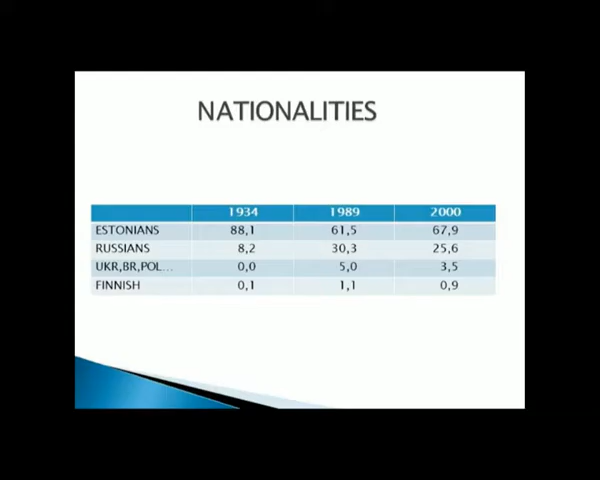 NATIONALITIES
1934 1989 2000
ESTONIANS 88,1 61,5 67,9
RUSSIANS 8,2 30,3 25,6
UKR,BR,POL... 0,0 5,0 3,5
FINNISH 0,1 1,1 0,9